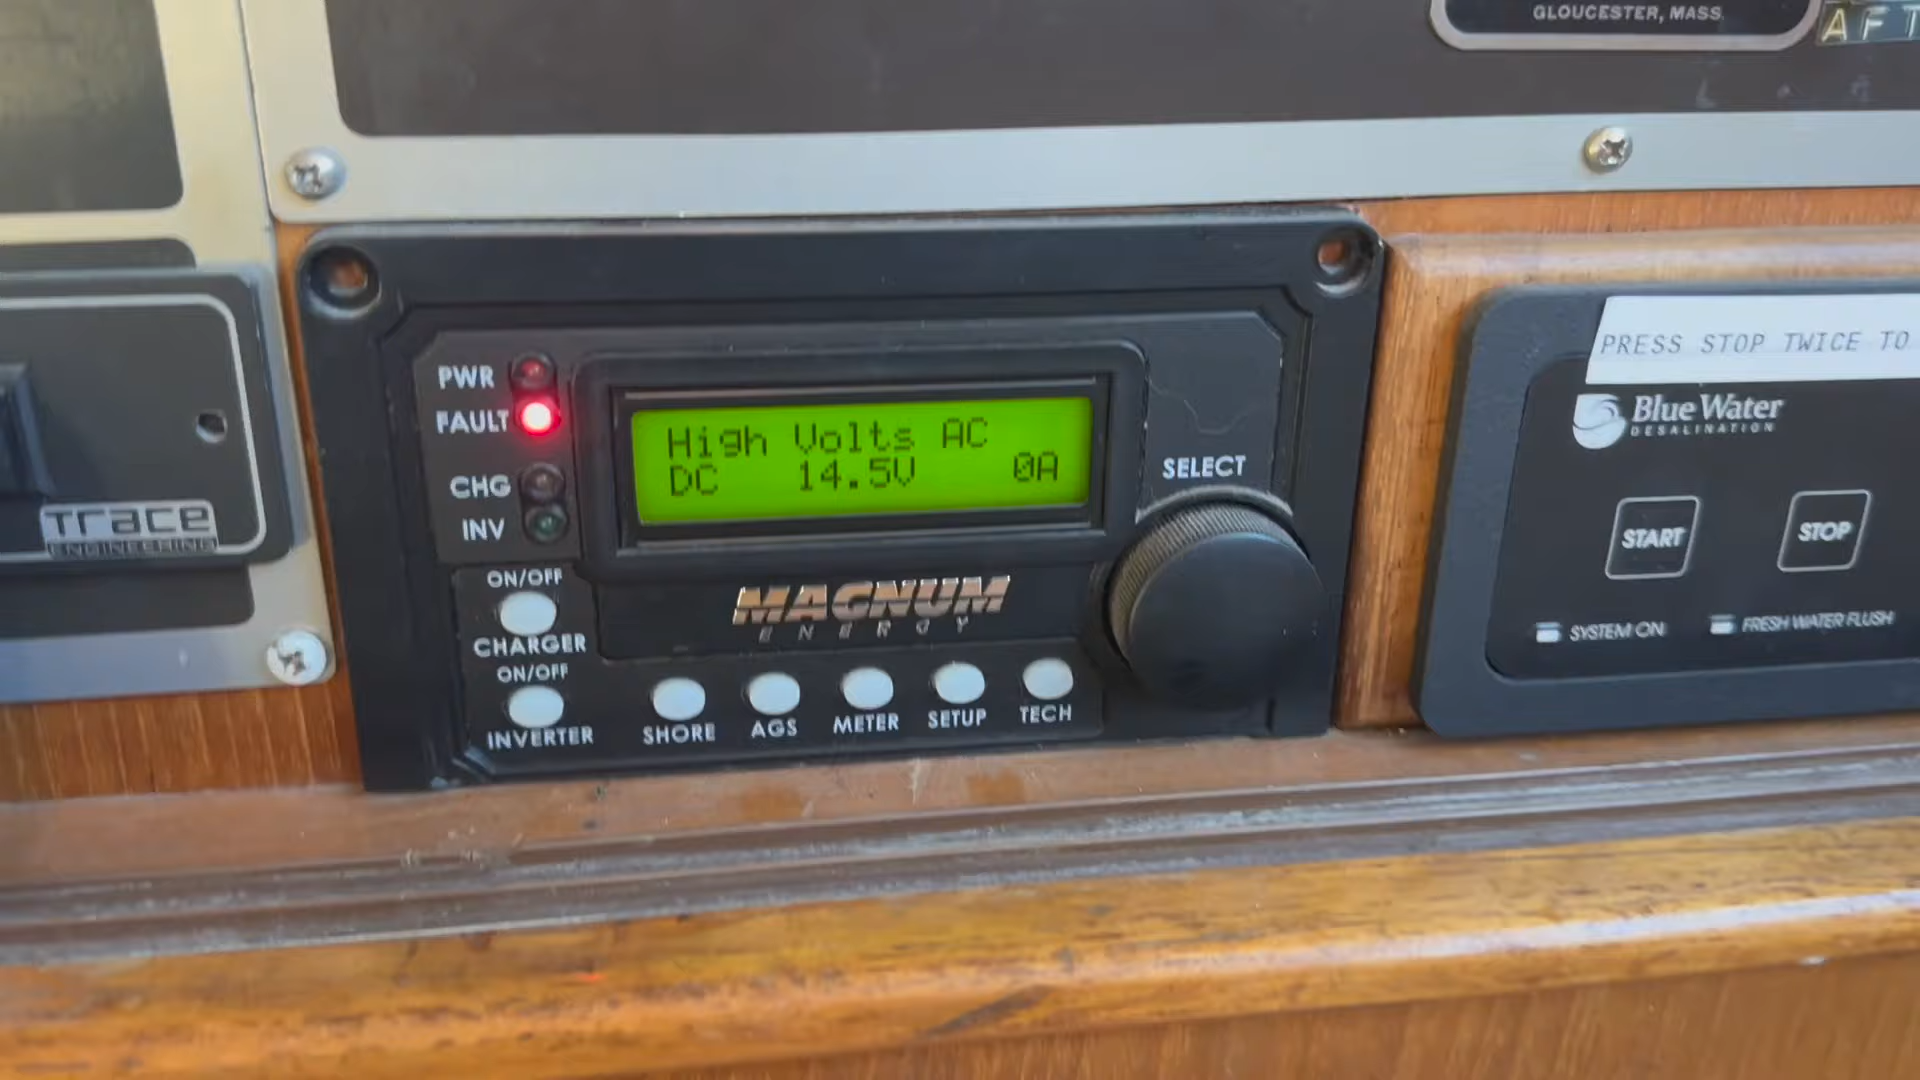 GLOUCESTER, MASS.
AFT
PWR
FAULT
CHG
INV
High Volts AC
DC 14.5V 0A
SELECT
MAGNUM
ENERGY
ON/OFF
CHARGER
ON/OFF
INVERTER
SHORE
AGS
METER
SETUP
TECH
Trace
ENGINEERING
PRESS STOP TWICE TO
Blue Water
DESALINATION
START
STOP
SYSTEM ON
FRESH WATER FLUSH